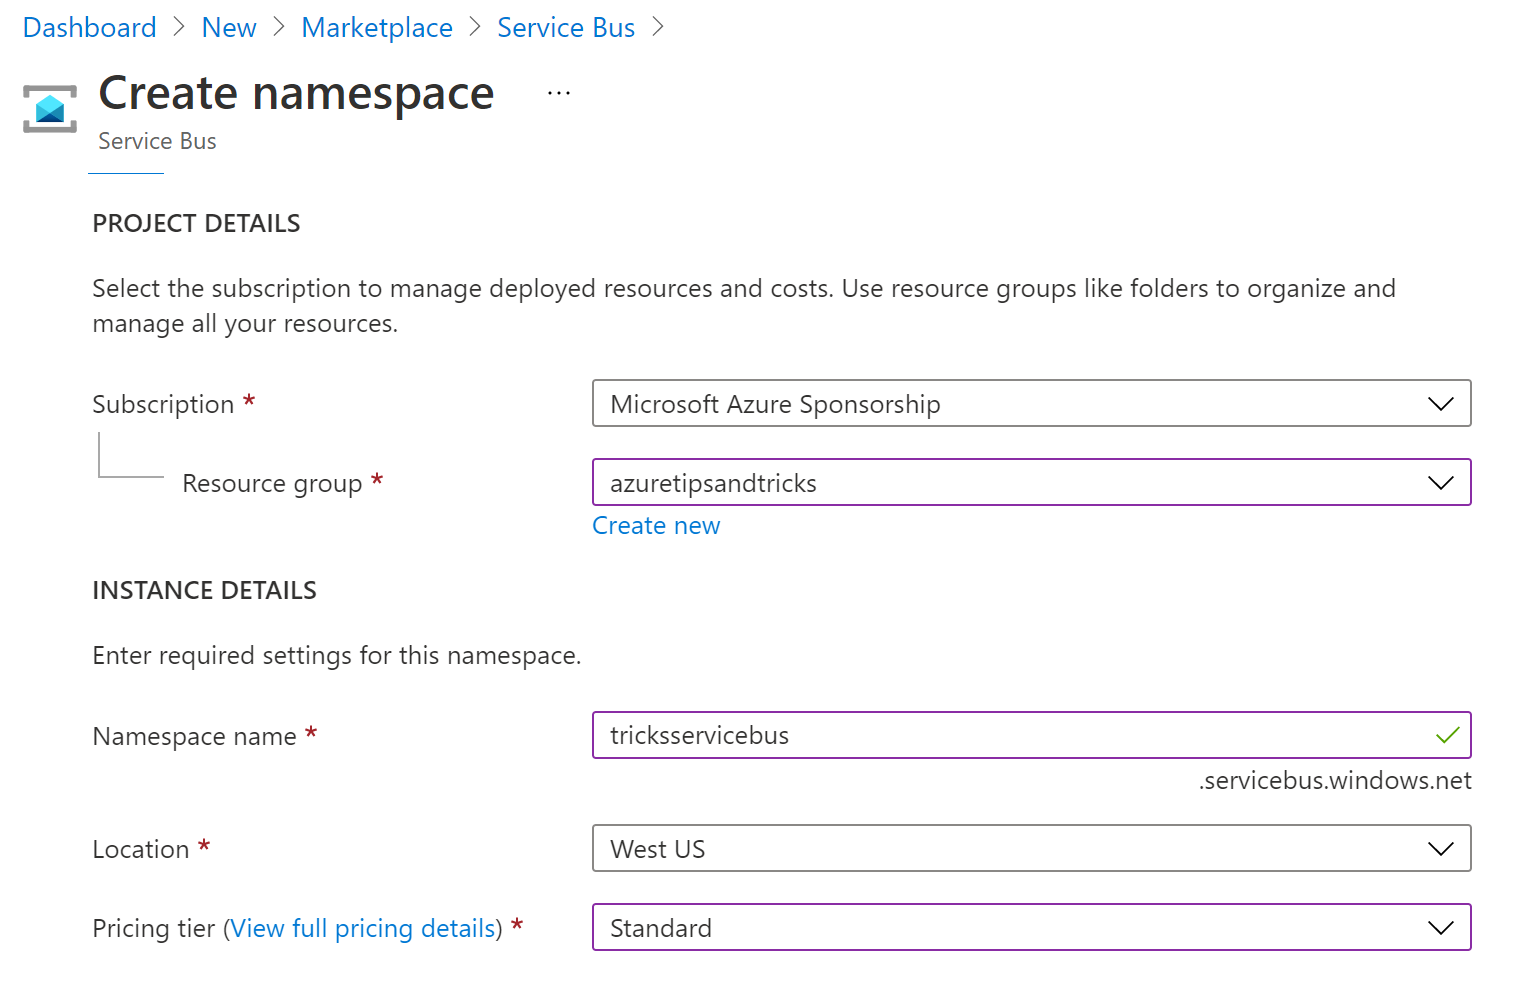 Dashboard > New > Marketplace > Service Bus >
Create namespace ...
Service Bus
PROJECT DETAILS
Select the subscription to manage deployed resources and costs. Use resource groups like folders to organize and
manage all your resources.
Subscription * Microsoft Azure Sponsorship
Resource group * azuretipsandtricks
Create new
INSTANCE DETAILS
Enter required settings for this namespace.
Namespace name * tricksservicebus
.servicebus.windows.net
Location * West US
Pricing tier (View full pricing details) * Standard